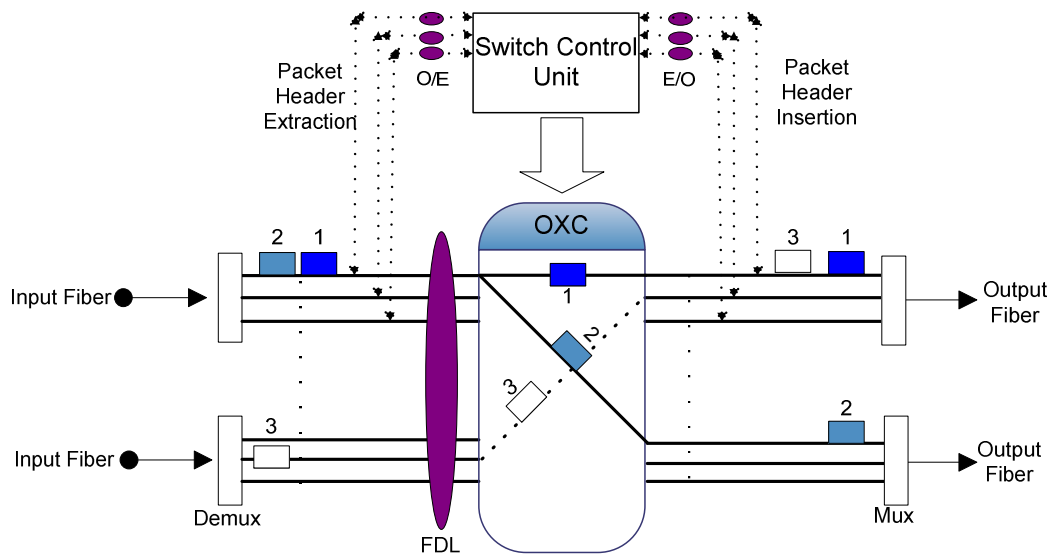 Switch Control
Unit
O/E
E/O
Packet
Header
Extraction
Packet
Header
Insertion
OXC
2
1
3
1
Input Fiber
1
Output
Fiber
2
3
3
2
Input Fiber
Output
Fiber
Demux
Mux
FDL